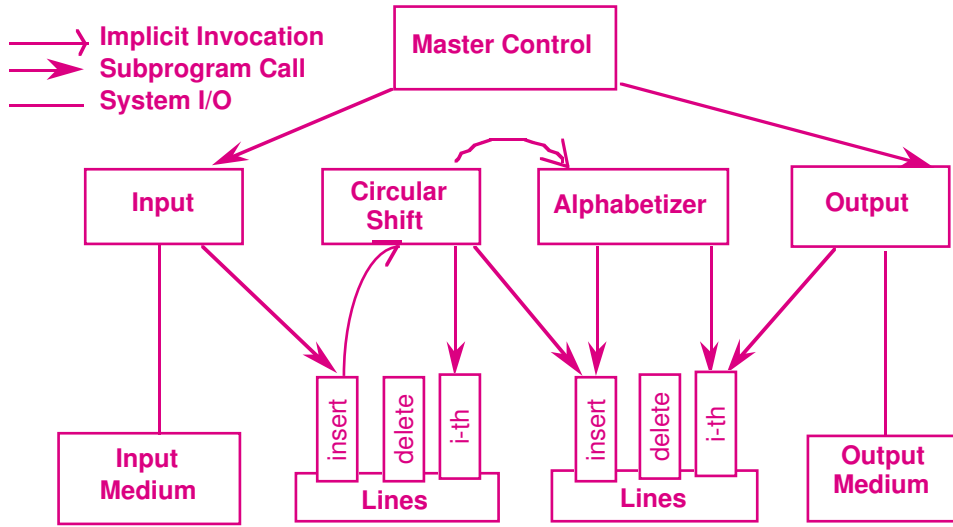 Implicit Invocation
Subprogram Call
System I/O
Master Control
Input
Circular
Shift
Alphabetizer
Output
insert
delete
i-th
insert
delete
i-th
Input
Medium
Lines
Lines
Output
Medium